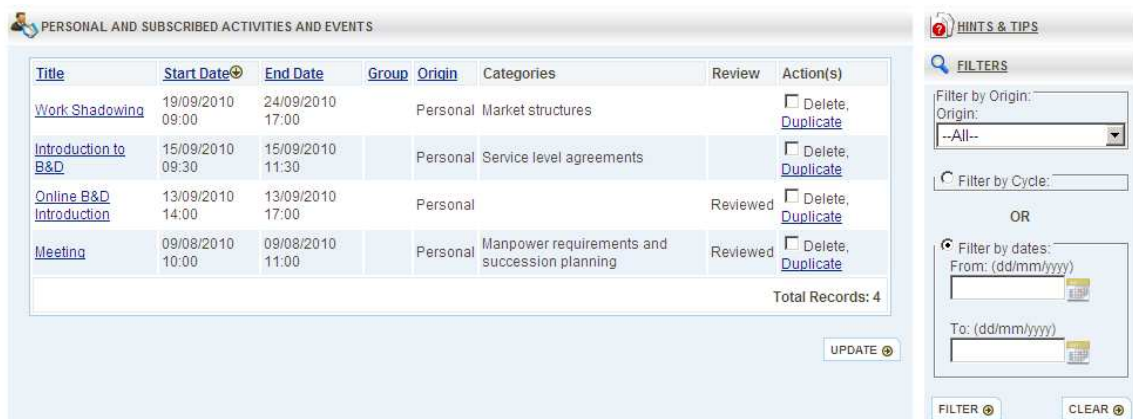 PERSONAL AND SUBSCRIBED ACTIVITIES AND EVENTS
Title Start Date End Date Group Origin Categories Review Action(s)
Work Shadowing 19/09/2010 09:00 24/09/2010 17:00 Personal Market structures Delete, Duplicate
Introduction to B&D 15/09/2010 09:30 15/09/2010 11:30 Personal Service level agreements Delete, Duplicate
Online B&D Introduction 13/09/2010 14:00 13/09/2010 17:00 Personal Reviewed Delete, Duplicate
Meeting 09/08/2010 10:00 09/08/2010 11:00 Personal Manpower requirements and succession planning Reviewed Delete, Duplicate
Total Records: 4
UPDATE
HINTS & TIPS
FILTERS
Filter by Origin:
Origin:
--All--
Filter by Cycle:
OR
Filter by dates:
From: (dd/mm/yyyy)
To: (dd/mm/yyyy)
FILTER CLEAR